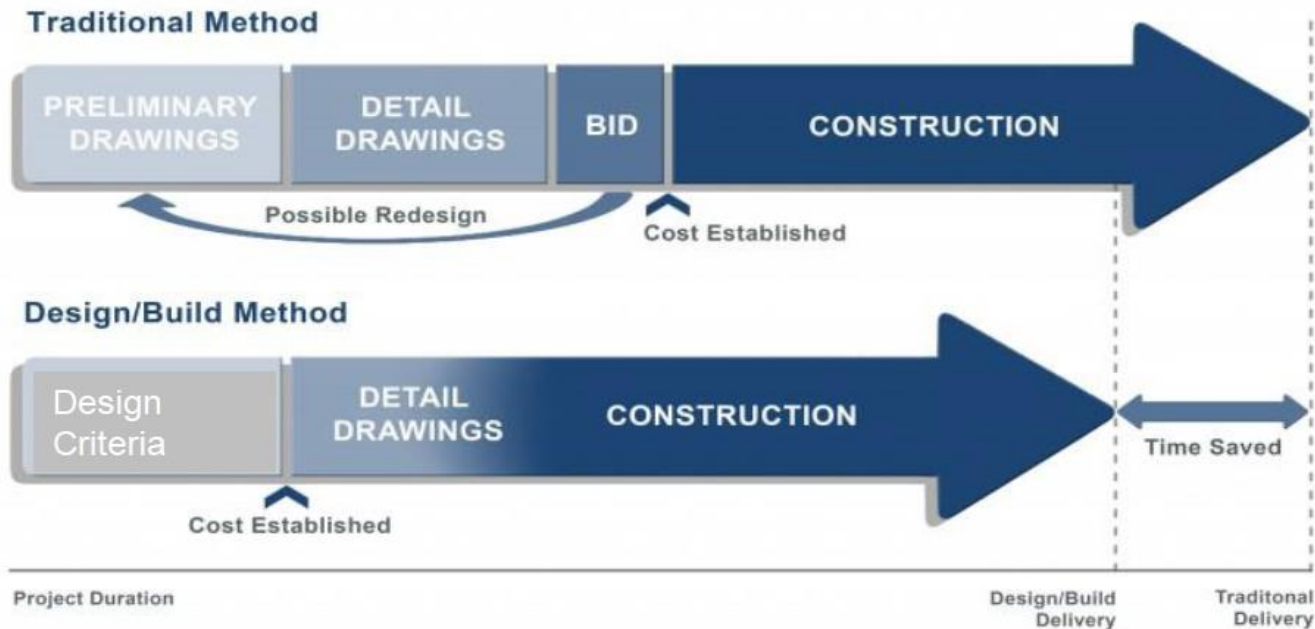 Traditional Method
PRELIMINARY
DRAWINGS
DETAIL
DRAWINGS
BID
CONSTRUCTION
Possible Redesign
Cost Established
Design/Build Method
Design
Criteria
DETAIL
DRAWINGS
CONSTRUCTION
Time Saved
Cost Established
Project Duration
Design/Build
Delivery
Traditonal
Delivery